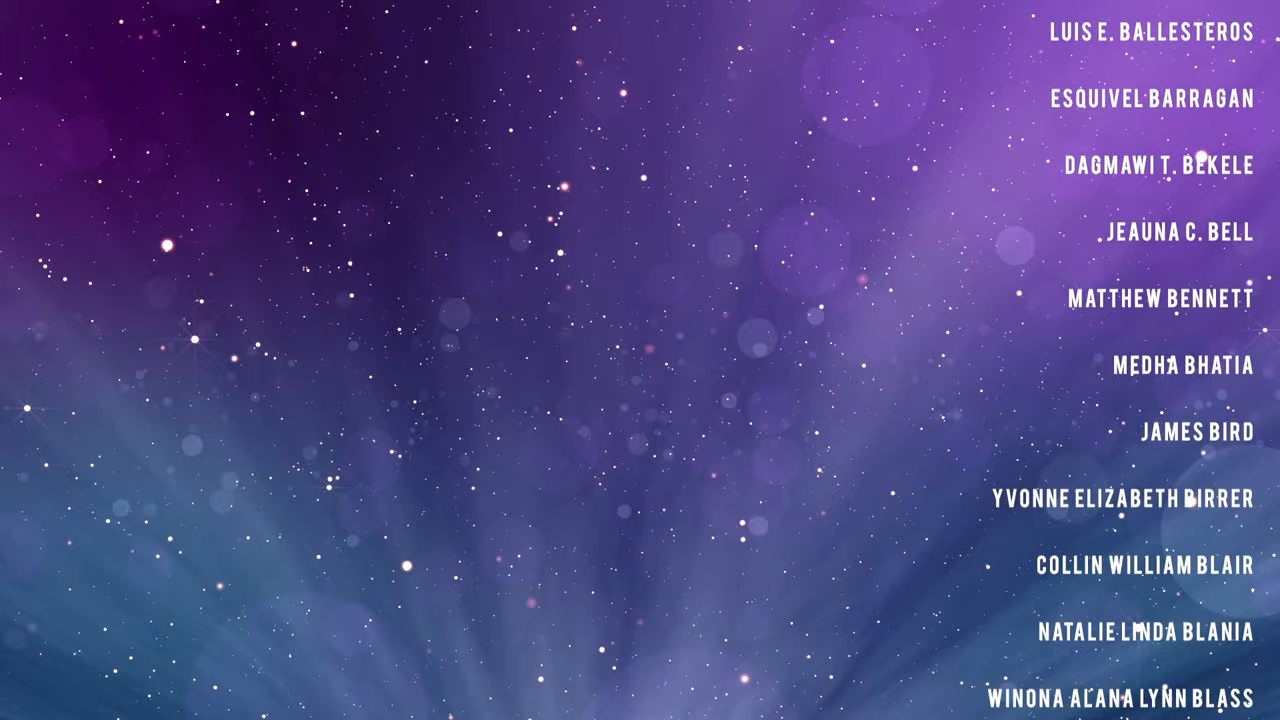 LUIS E. BALLESTEROS
ESQUIVEL BARRAGAN
DAGMAWI T. BEKELE
JEAUNA C. BELL
MATTHEW BENNETT
MEDHA BHATIA
JAMES BIRD
YVONNE ELIZABETH BIRRER
COLLIN WILLIAM BLAIR
NATALIE LINDA BLANIA
WINONA ALANA LYNN BLASS